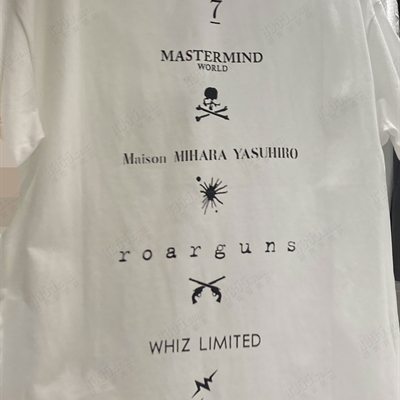 7
MASTERMIND
WORLD
Maison MIHARA YASUHIRO
roarguns
WHIZ LIMITED